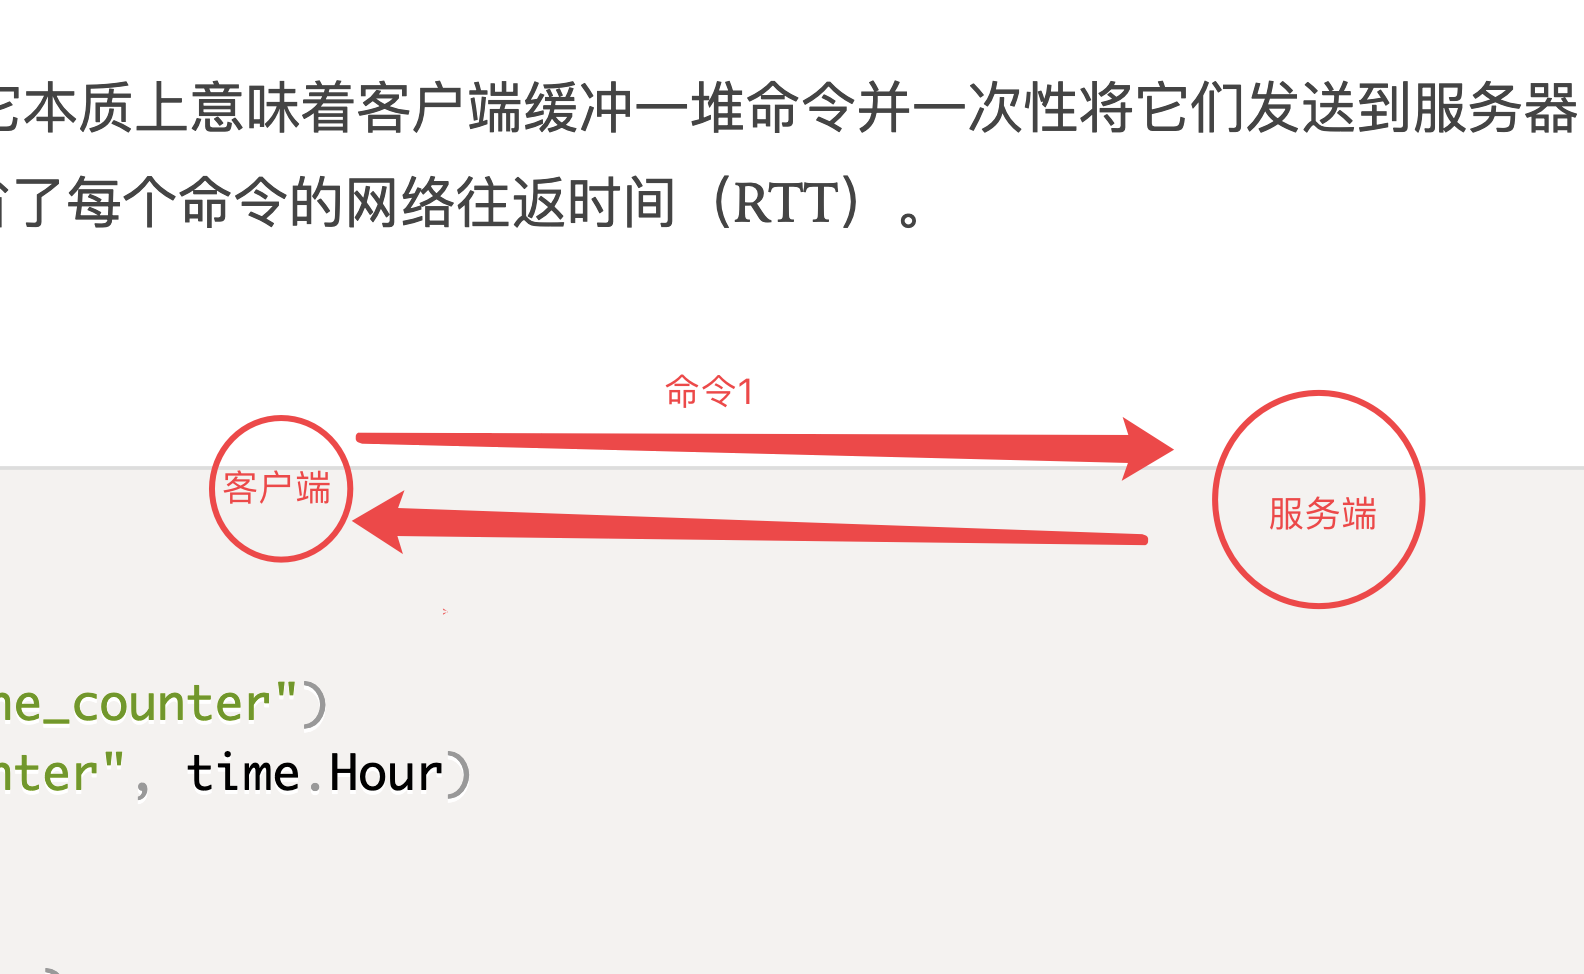 它本质上意味着客户端缓冲一堆命令并一次性将它们发送到服务器
省了每个命令的网络往返时间（RTT）。
命令1
客户端
服务端
ne_counter")
nter", time.Hour)
)